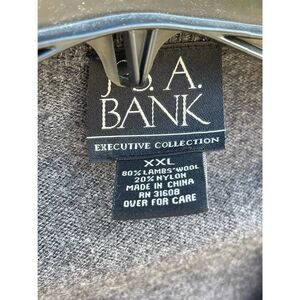 JOS. A.
BANK
EXECUTIVE COLLECTION
XXL
80% LAMBS' WOOL
20% NYLON
MADE IN CHINA
RN 31608
OVER FOR CARE